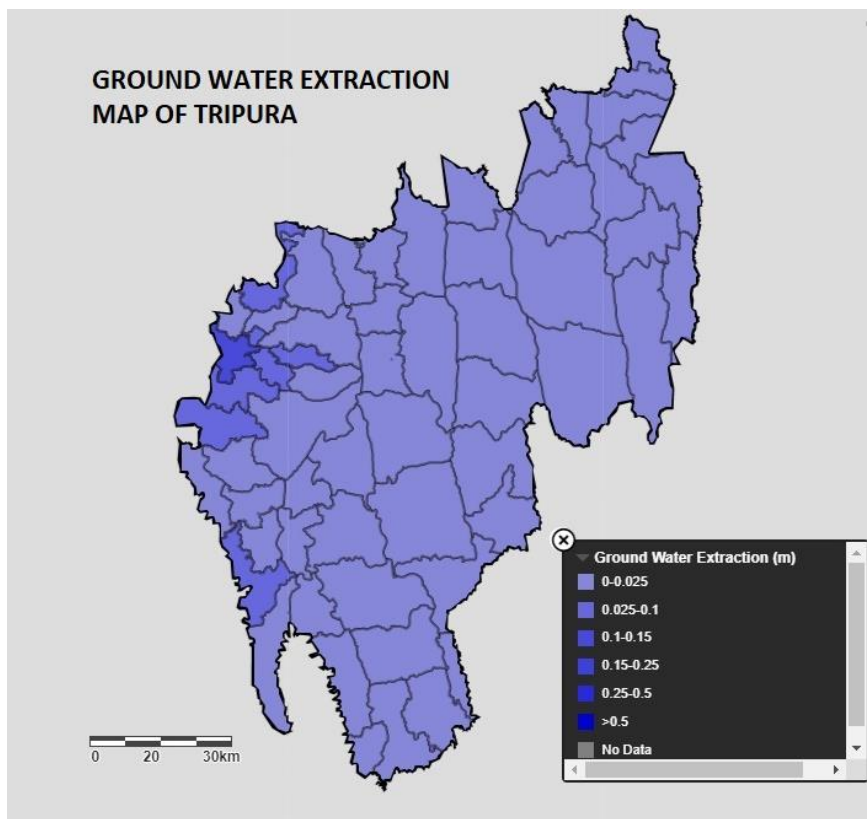 GROUND WATER EXTRACTION
MAP OF TRIPURA
Ground Water Extraction (m)
0-0.025
0.025-0.1
0.1-0.15
0.15-0.25
0.25-0.5
>0.5
No Data
0 20 30km